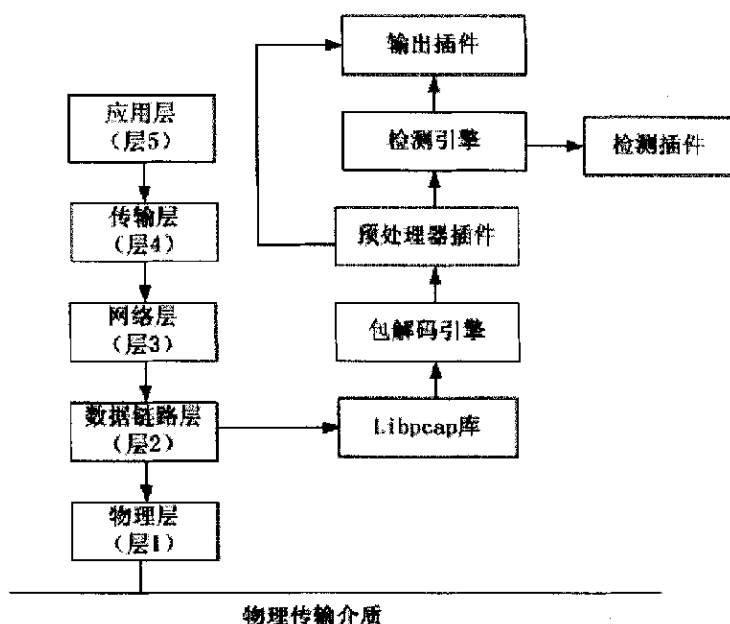 应用层
(层5)
传输层
(层4)
网络层
(层3)
数据链路层
(层2)
物理层
(层1)
物理传输介质
输出插件
检测引擎
检测插件
预处理器插件
包解码引擎
Libpcap库